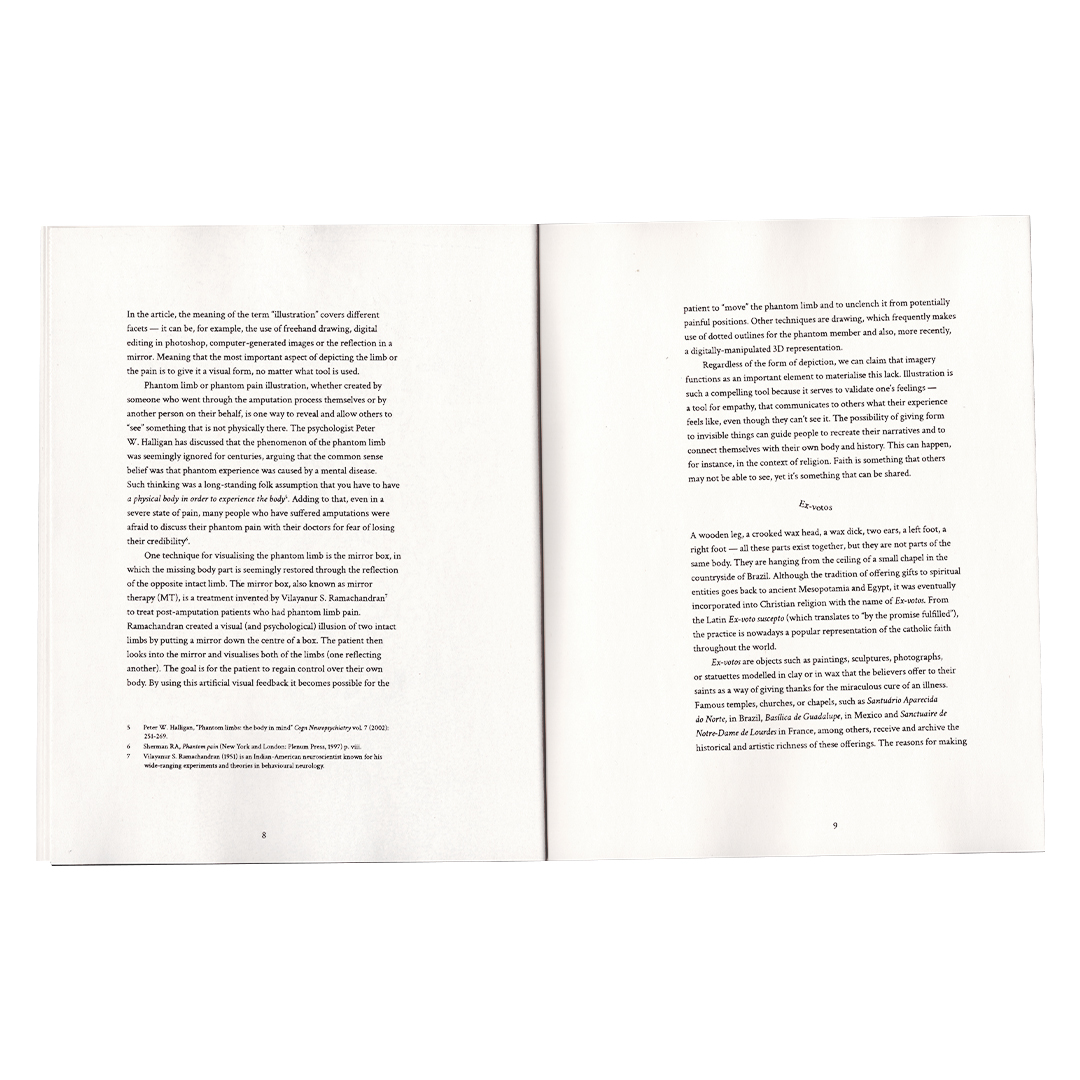 In the article, the meaning of the term "illustration" covers different
facets — it can be, for example, the use of freehand drawing, digital
editing in photoshop, computer-generated images or the reflection in a
mirror. Meaning that the most important aspect of depicting the limb or
the pain is to give it a visual form, no matter what tool is used.
Phantom limb or phantom pain illustration, whether created by
someone who went through the amputation process themselves or by
another person on their behalf, is one way to reveal and allow others to
"see" something that is not physically there. The psychologist Peter
W. Halligan has discussed that the phenomenon of the phantom limb
was seemingly ignored for centuries, arguing that the common sense
belief was that phantom experience was caused by a mental disease.
Such thinking was a long-standing folk assumption that you have to have
a physical body in order to experience the body⁵. Adding to that, even in a
severe state of pain, many people who have suffered amputations were
afraid to discuss their phantom pain with their doctors for fear of losing
their credibility⁶.
One technique for visualising the phantom limb is the mirror box, in
which the missing body part is seemingly restored through the reflection
of the opposite intact limb. The mirror box, also known as mirror
therapy (MT), is a treatment invented by Vilayanur S. Ramachandran⁷
to treat post-amputation patients who had phantom limb pain.
Ramachandran created a visual (and psychological) illusion of two intact
limbs by putting a mirror down the centre of a box. The patient then
looks into the mirror and visualises both of the limbs (one reflecting
another). The goal is for the patient to regain control over their own
body. By using this artificial visual feedback it becomes possible for the
5 Peter W. Halligan, "Phantom limbs: the body in mind" Cogn Neuropsychiatry vol. 7 (2002):
251-269.
6 Sherman RA, Phantom pain (New York and London: Plenum Press, 1997) p. viii.
7 Vilayanur S. Ramachandran (1951) is an Indian-American neuroscientist known for his
wide-ranging experiments and theories in behavioural neurology.
8
patient to "move" the phantom limb and to unclench it from potentially
painful positions. Other techniques are drawing, which frequently makes
use of dotted outlines for the phantom member and also, more recently,
a digitally-manipulated 3D representation.
Regardless of the form of depiction, we can claim that imagery
functions as an important element to materialise this lack. Illustration is
such a compelling tool because it serves to validate one's feelings —
a tool for empathy, that communicates to others what their experience
feels like, even though they can't see it. The possibility of giving form
to invisible things can guide people to recreate their narratives and to
connect themselves with their own body and history. This can happen,
for instance, in the context of religion. Faith is something that others
may not be able to see, yet it's something that can be shared.
Ex-votos
A wooden leg, a crooked wax head, a wax dick, two ears, a left foot, a
right foot — all these parts exist together, but they are not parts of the
same body. They are hanging from the ceiling of a small chapel in the
countryside of Brazil. Although the tradition of offering gifts to spiritual
entities goes back to ancient Mesopotamia and Egypt, it was eventually
incorporated into Christian religion with the name of Ex-votos. From
the Latin Ex-voto suscepto (which translates to "by the promise fulfilled"),
the practice is nowadays a popular representation of the catholic faith
throughout the world.
Ex-votos are objects such as paintings, sculptures, photographs,
or statuettes modelled in clay or in wax that the believers offer to their
saints as a way of giving thanks for the miraculous cure of an illness.
Famous temples, churches, or chapels, such as Santuário Aparecida
do Norte, in Brazil, Basílica de Guadalupe, in Mexico and Sanctuaire de
Notre-Dame de Lourdes in France, among others, receive and archive the
historical and artistic richness of these offerings. The reasons for making
9